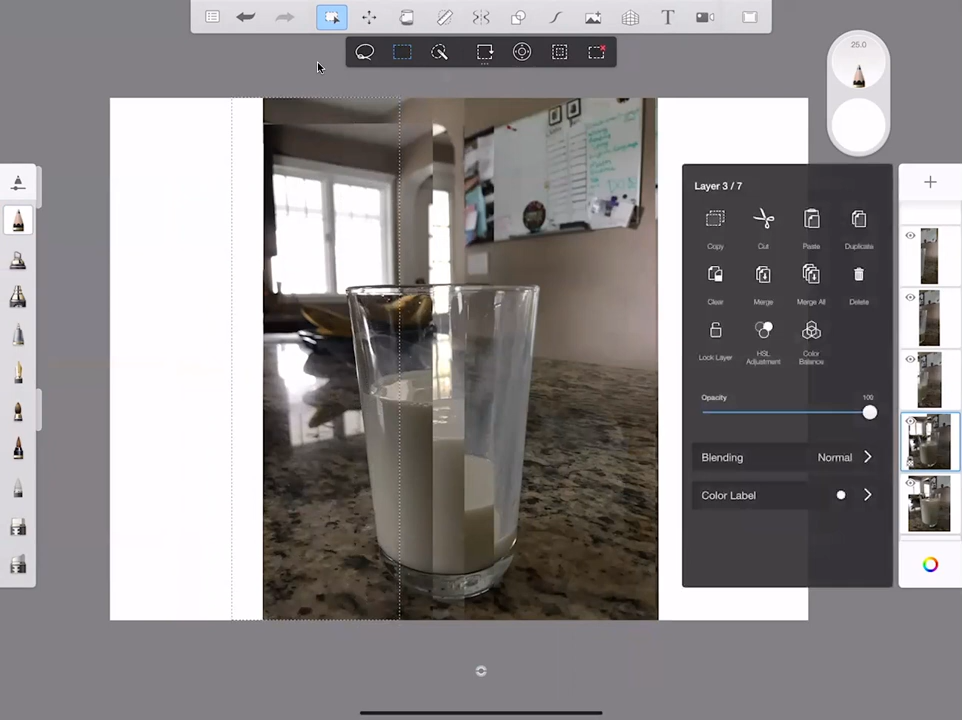 T
25.0
Layer 3 / 7
Copy
Cut
Paste
Duplicate
Clear
Merge
Merge All
Delete
Lock Layer
HSL
Adjustment
Color
Balance
Opacity
100
Blending
Normal
Color Label